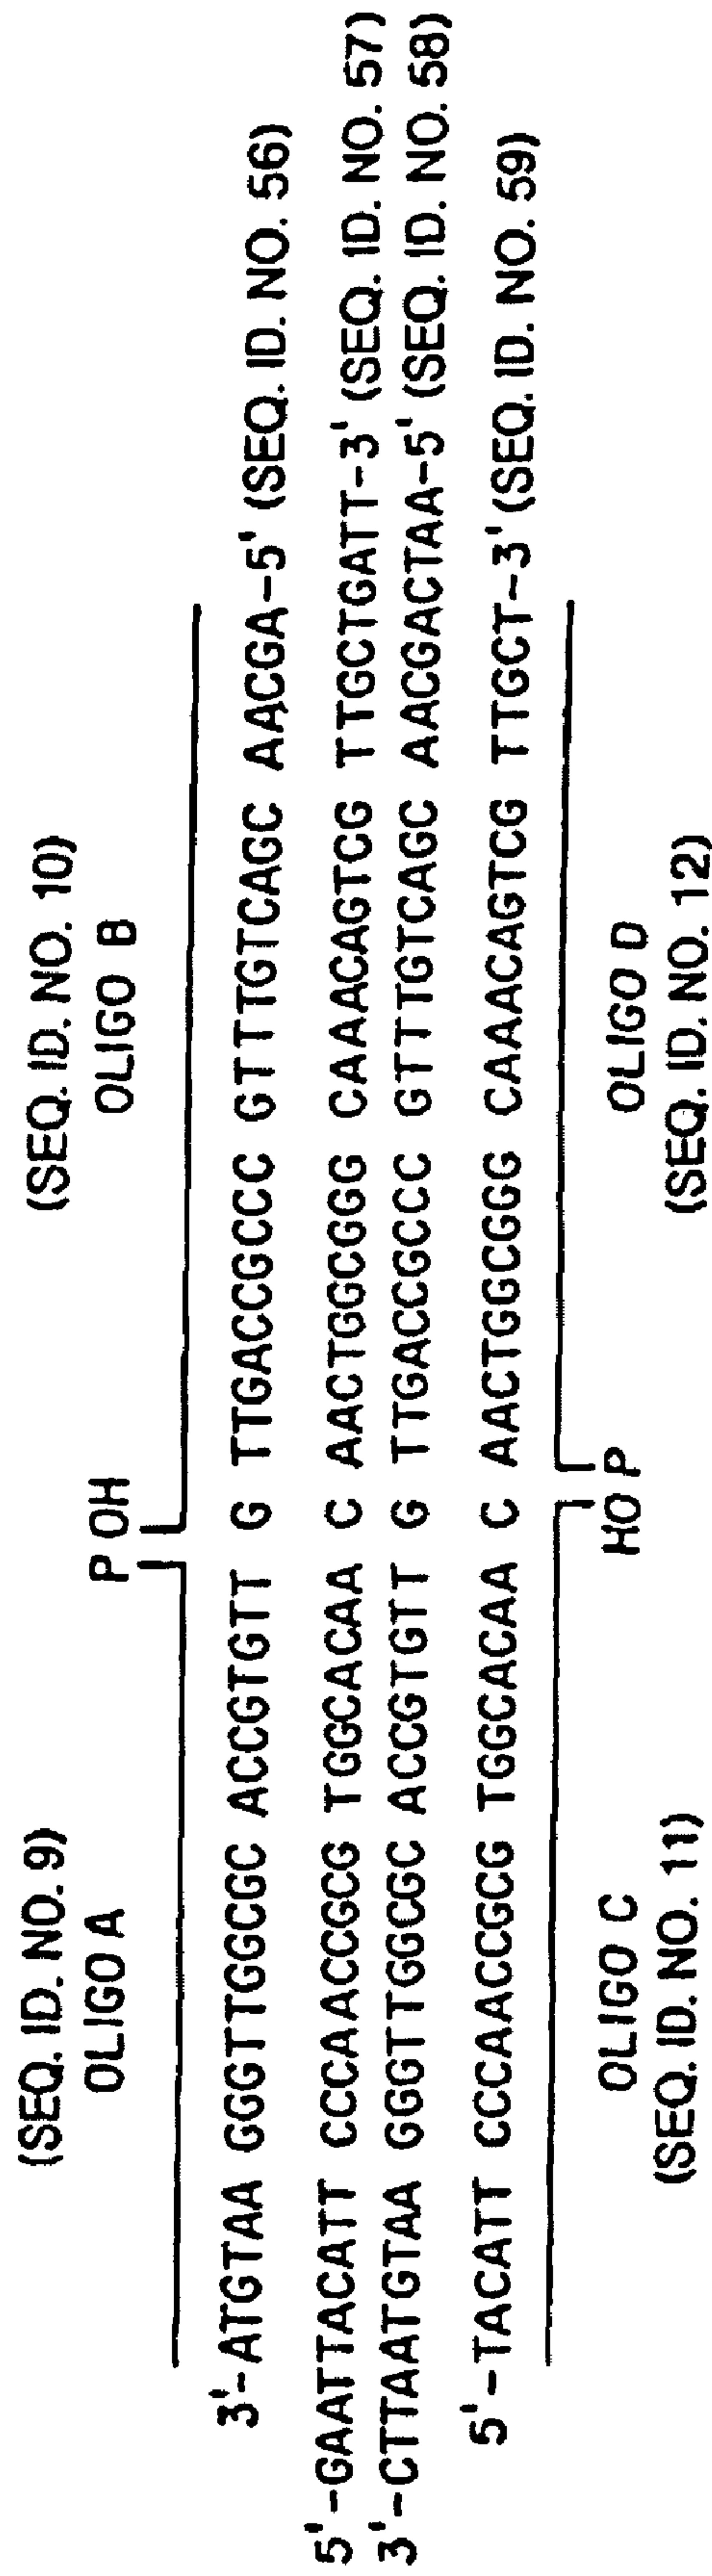 (SEQ. ID. NO. 9) (SEQ. ID. NO. 10)
OLIGO A OLIGO B
P OH
3'-ATGTAA GGGTTGGCGC ACCGTGTT G TTGACCGCCC GTTTGTCAGC AACGA-5' (SEQ. ID. NO. 56)
5'-GAATTACATT CCCAACCGCG TGGCACAA C AACTGGCGGG CAAACAGTCG TTGCTGATT-3' (SEQ. ID. NO. 57)
3'-CTTAATGTAA GGGTTGGCGC ACCGTGTT G TTGACCGCCC GTTTGTCAGC AACGACTAA-5' (SEQ. ID. NO. 58)
5'-TACATT CCCAACCGCG TGGCACAA C AACTGGCGGG CAAACAGTCG TTGCT-3' (SEQ. ID. NO. 59)
HO P
OLIGO C OLIGO D
(SEQ. ID. NO. 11) (SEQ. ID. NO. 12)